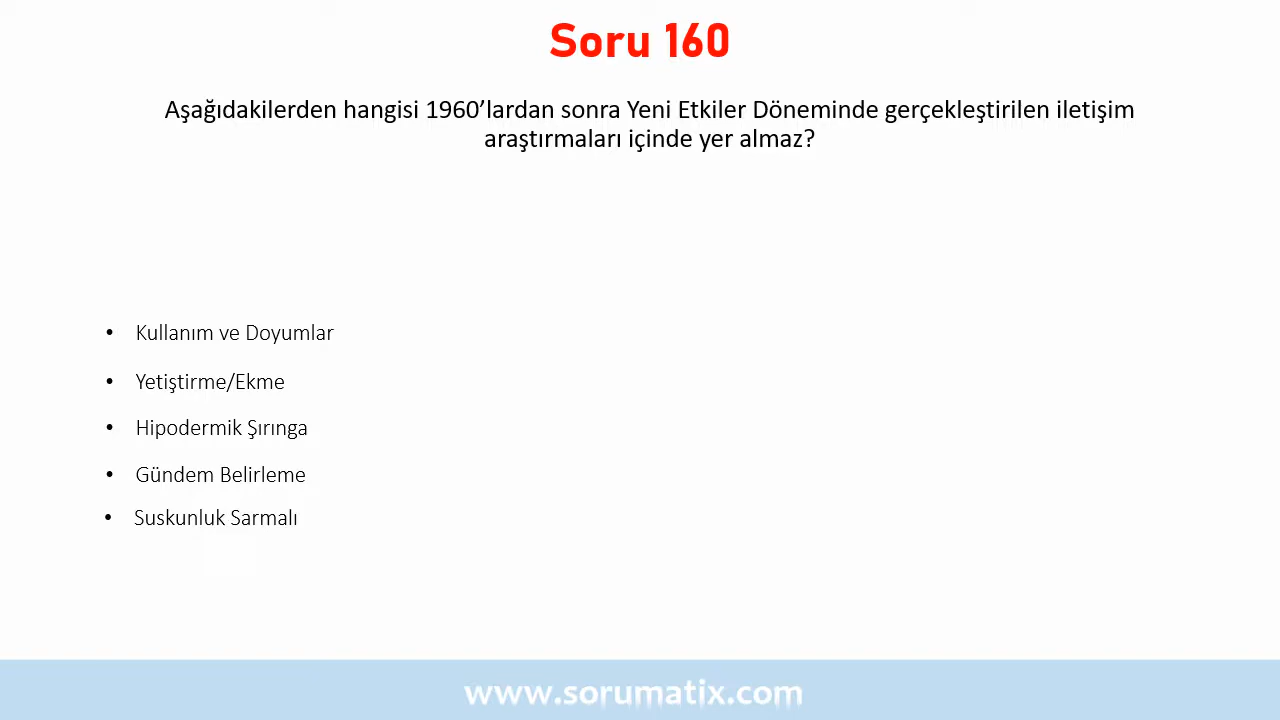 Soru 160
Aşağıdakilerden hangisi 1960’lardan sonra Yeni Etkiler Döneminde gerçekleştirilen iletişim
araştırmaları içinde yer almaz?
• Kullanım ve Doyumlar
• Yetiştirme/Ekme
• Hipodermik Şırınga
• Gündem Belirleme
• Suskunluk Sarmalı
www.sorumatix.com